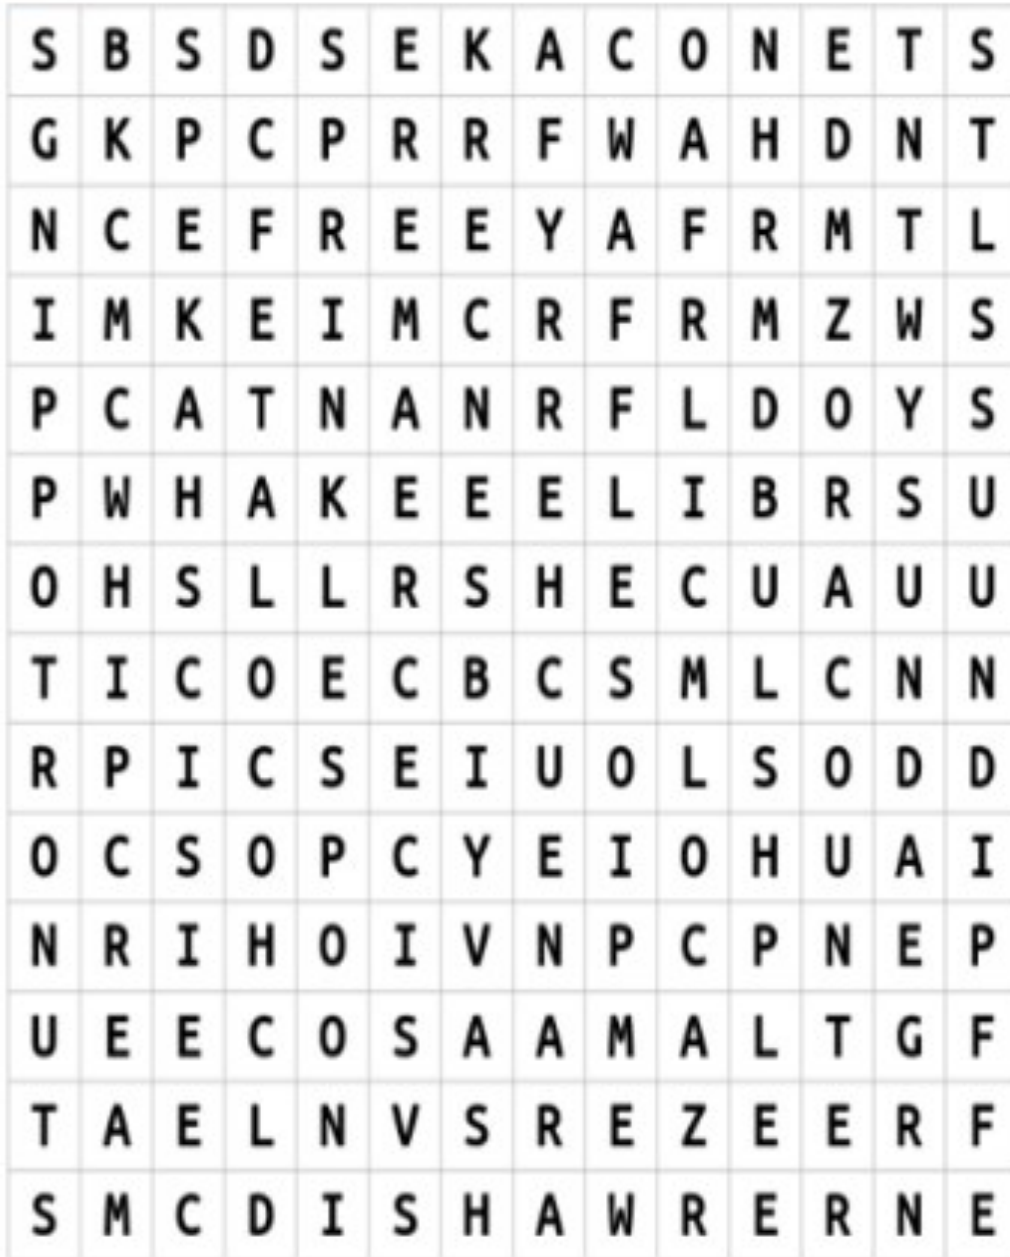 S B S D S E K A C O N E T S
G K P C P R R F W A H D N T
N C E F R E E Y A F R M T L
I M K E I M C R F R M Z W S
P C A T N A N R F L D O Y S
P W H A K E E E L I B R S U
O H S L L R S H E C U A U U
T I C O E C B C S M L C N N
R P I C S E I U O L S O D D
O C S O P C Y E I O H U A I
N R I H O I V N P C P N E P
U E E C O S A A M A L T G F
T A E L N V S R E Z E E R F
S M C D I S H A W R E R N E